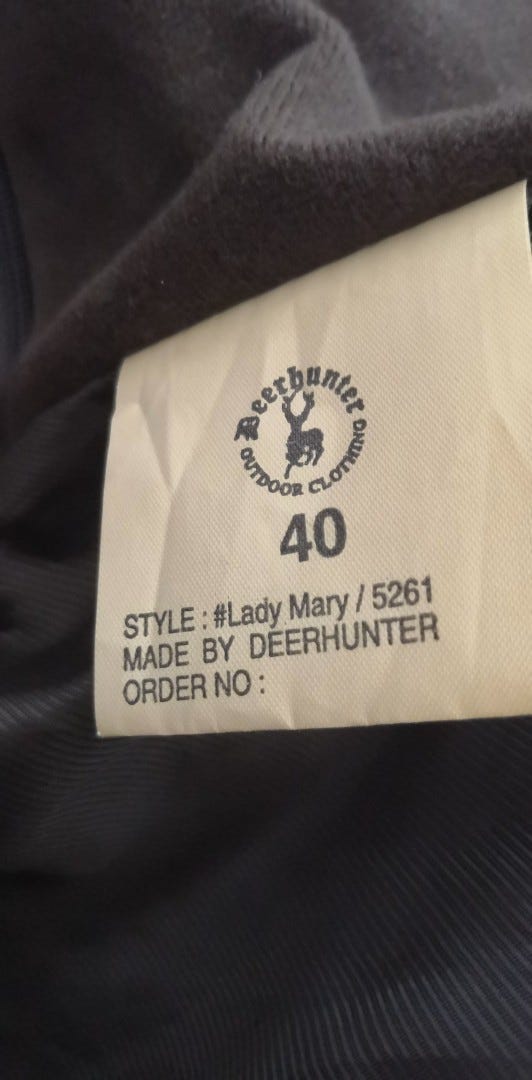 Deerhunter
OUTDOOR CLOTHING
40
STYLE : #Lady Mary / 5261
MADE BY DEERHUNTER
ORDER NO :